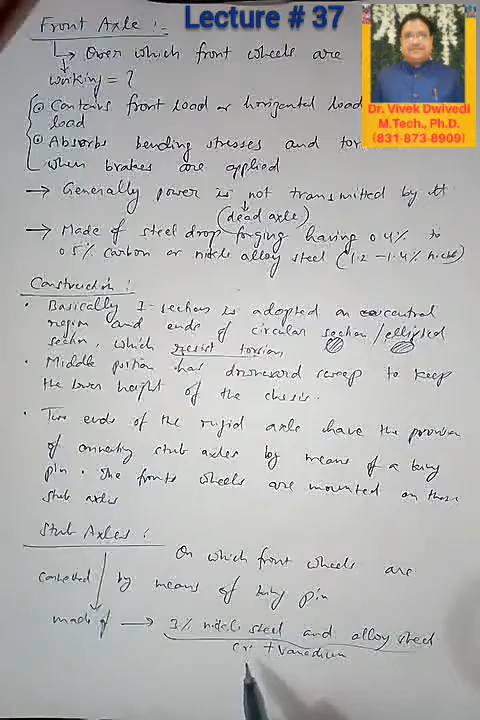 Lecture # 37
Front Axle :-
Over which front wheels are
working = ?
Contains front load or horizontal load
load
Absorbs bending stresses and tor
when brakes are applied
→ Generally power is not transmitted by it
(dead axle)
→ Made of steel drop forging having 0.4% to
0.5% carbon or nickle alloy steel (1.2 - 1.4% nickle)
Dr. Vivek Dwivedi
M.Tech., Ph.D.
(831-873-8909)
Construction :
• Basically I-section is adopted on central
region and ends of circular section / elliptical
section, which resist torsion
• Middle portion has downward sweep to keep
the lower height of the chassis.
• Two ends of the rigid axle have the provision
of connecting stub axles by means of a king
pin. The fronts wheels are mounted on these
stub axles
Stub Axles :
On which front wheels are
connected by means of king pin
made of → 3% nickle steel and alloy steel
Cr + Vanadium